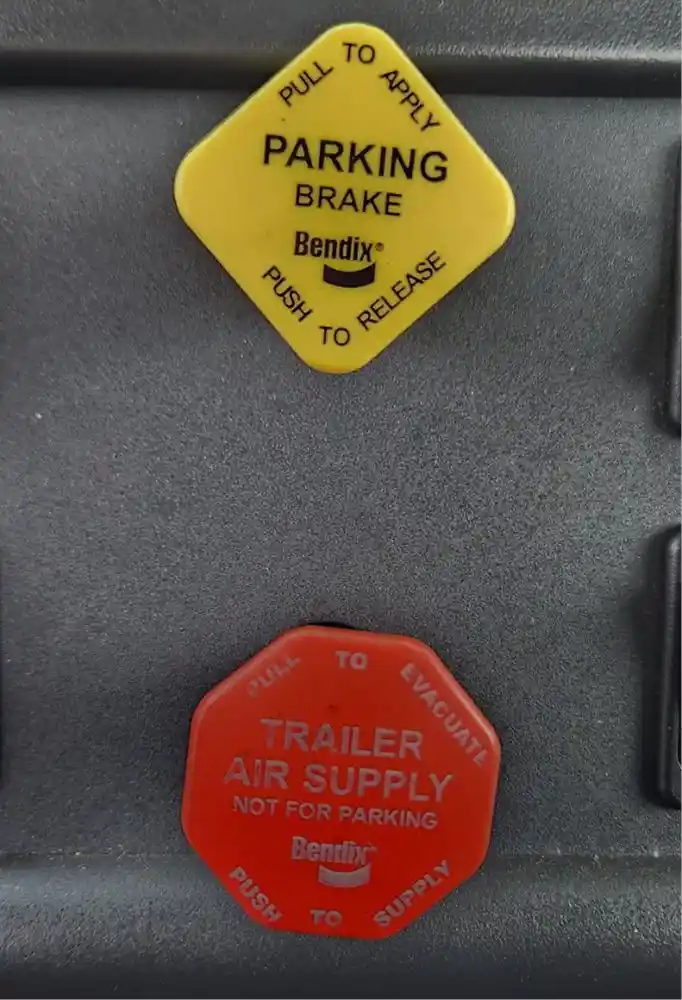 PULL TO APPLY
PARKING
BRAKE
Bendix®
PUSH TO RELEASE
PULL TO EVACUATE
TRAILER
AIR SUPPLY
NOT FOR PARKING
Bendix
PUSH TO SUPPLY